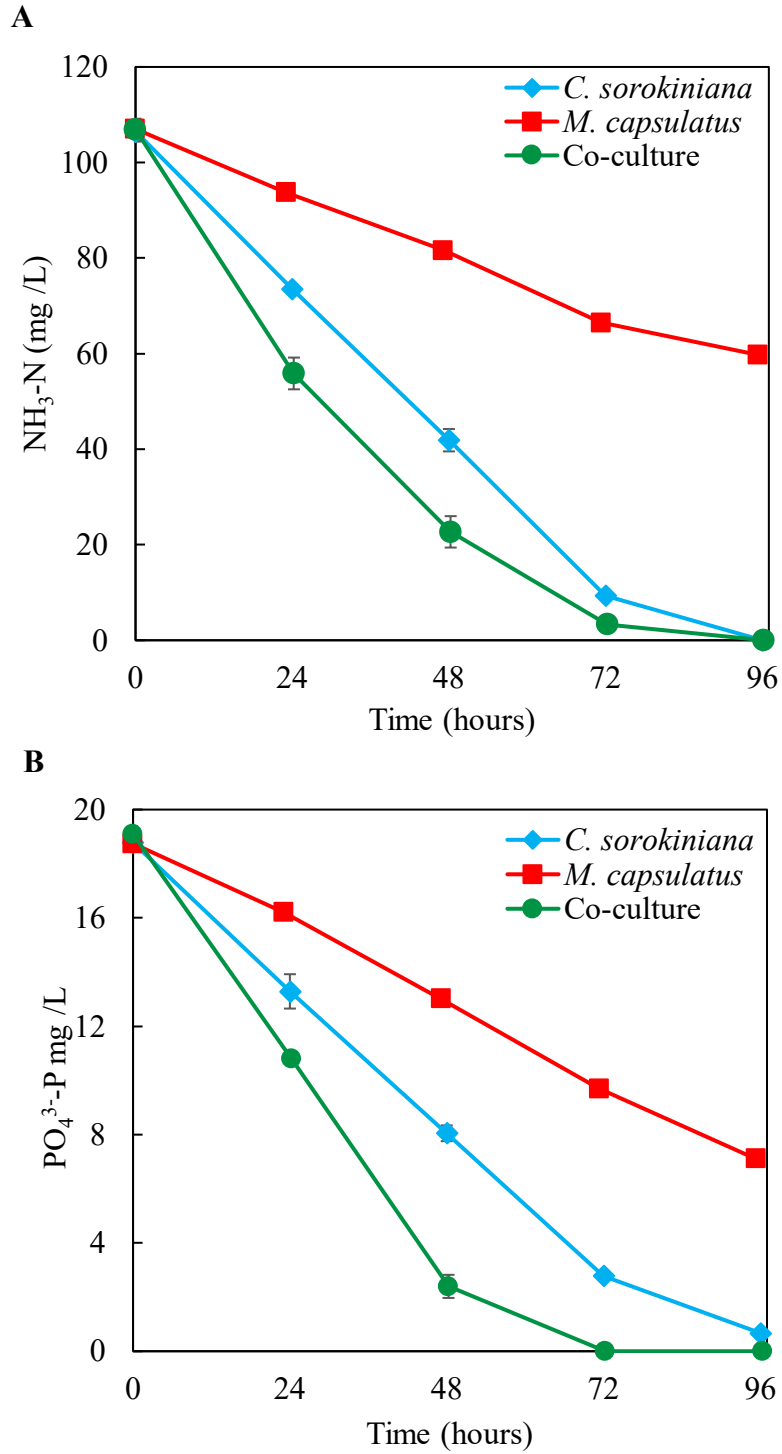 A
120
100
80
60
40
20
0
NH₃-N (mg /L)
C. sorokiniana
M. capsulatus
Co-culture
0 24 48 72 96
Time (hours)
B
20
16
12
8
4
0
PO₄³⁻-P mg /L
C. sorokiniana
M. capsulatus
Co-culture
0 24 48 72 96
Time (hours)